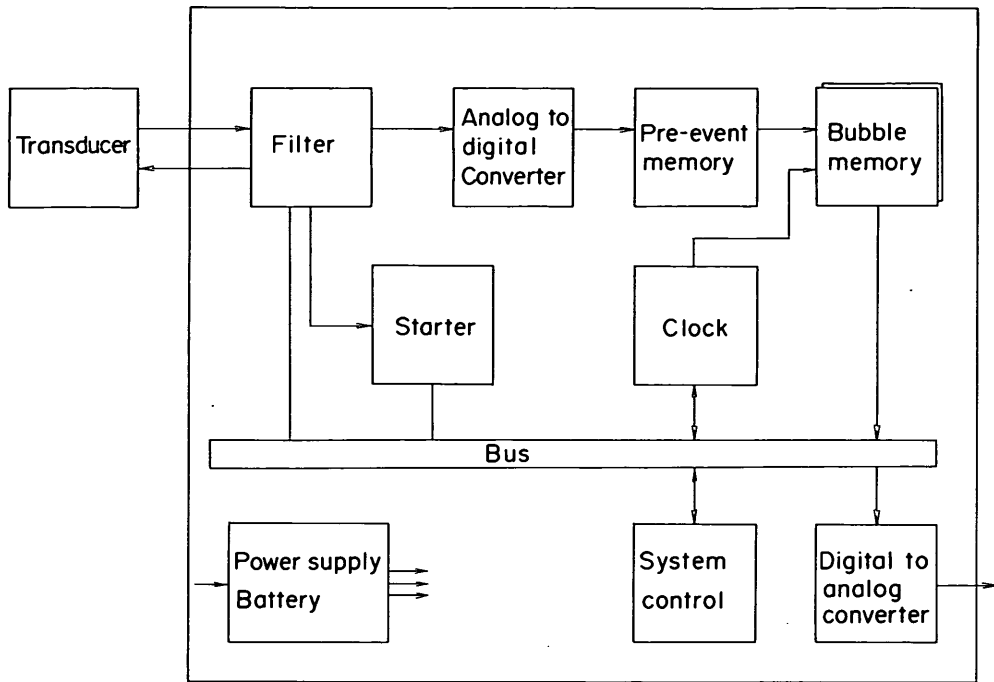 Transducer
Filter
Analog to
digital
Converter
Pre-event
memory
Bubble
memory
Starter
Clock
Bus
Power supply
Battery
System
control
Digital to
analog
converter